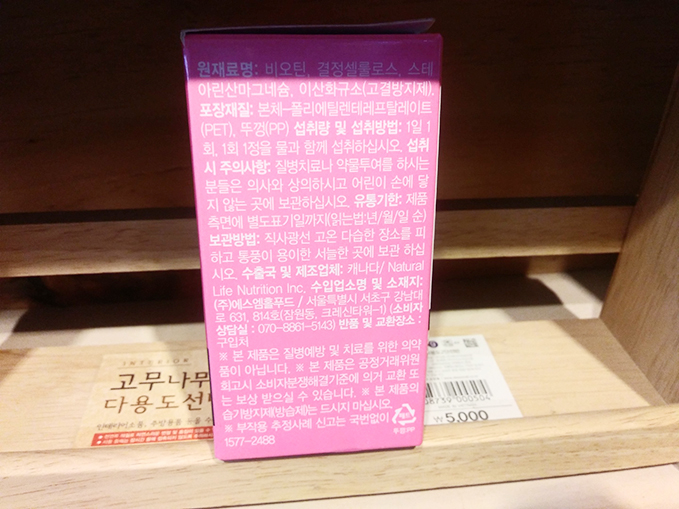 원재료명: 비오틴, 결정셀룰로스, 스테
아린산마그네슘, 이산화규소(고결방지제).
포장재질: 본체-폴리에틸렌테레프탈레이트
(PET), 뚜껑(PP) 섭취량 및 섭취방법: 1일 1
회, 1회 1정을 물과 함께 섭취하십시오. 섭취
시 주의사항: 질병치료나 약물투여를 하시는
분들은 의사와 상의하시고 어린이 손에 닿
지 않는 곳에 보관하십시오. 유통기한: 제품
측면에 별도표기일까지(읽는법:년/월/일 순)
보관방법: 직사광선 고온 다습한 장소를 피
하고 통풍이 용이한 서늘한 곳에 보관 하십
시오. 수출국 및 제조업체: 캐나다/ Natural
Life Nutrition Inc, 수입업소명 및 소재지:
(주)에스엠홀푸드 / 서울특별시 서초구 강남대
로 631, 814호(잠원동, 크레신타워-1) (소비자
상담실 : 070-8861-5143) 반품 및 교환장소 :
구입처
※ 본 제품은 질병예방 및 치료를 위한 의약
품이 아닙니다. ※ 본 제품은 공정거래위원
회고시 소비자분쟁해결기준에 의거 교환 또
는 보상 받으실 수 있습니다. ※ 본 제품의
습기방지제(방습제)는 드시지 마십시오.
※ 부작용 추정사례 신고는 국번없이
1577-2488
뚜껑:PP
INTERIOR
고무나무
다용도선
₩5,000